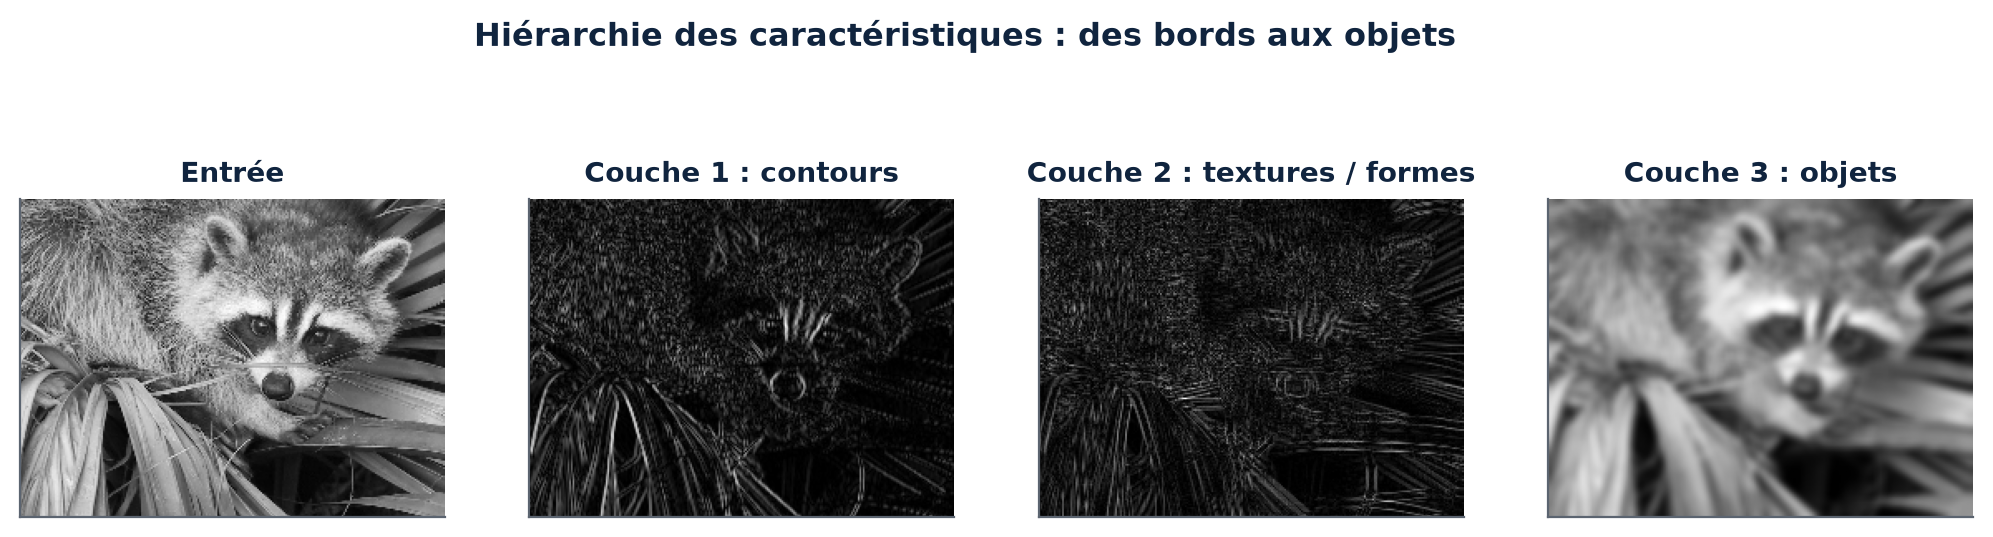 Hiérarchie des caractéristiques : des bords aux objets
Entrée
Couche 1 : contours
Couche 2 : textures / formes
Couche 3 : objets